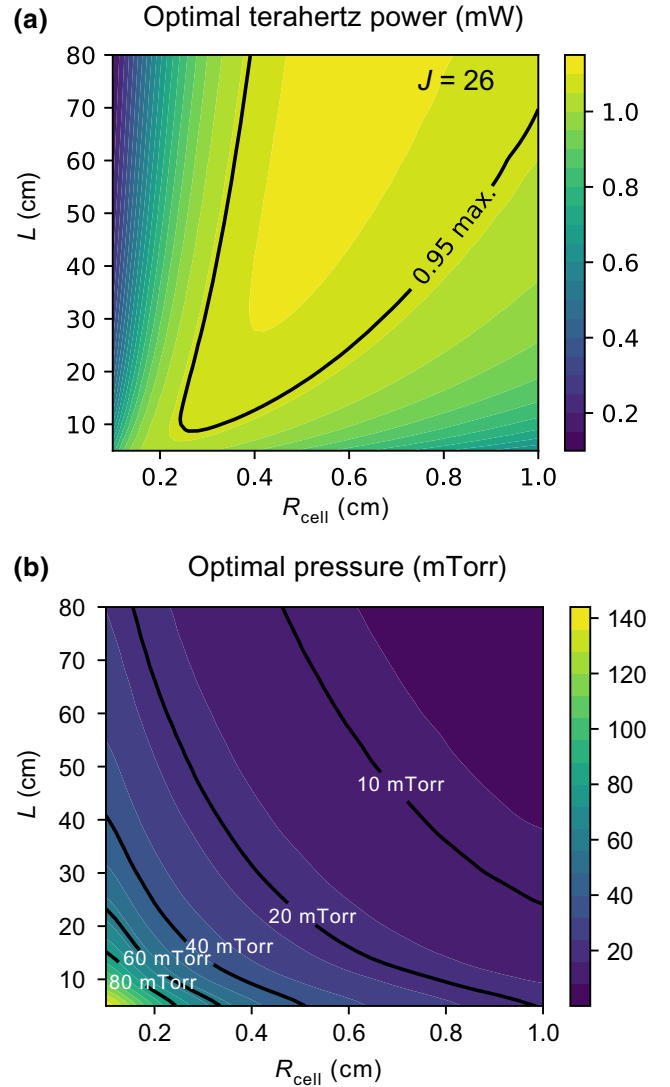 (a) Optimal terahertz power (mW)
J = 26
0.95 max.
80
70
60
50
40
30
20
10
L (cm)
0.2 0.4 0.6 0.8 1.0
R_cell (cm)
1.0
0.8
0.6
0.4
0.2
(b) Optimal pressure (mTorr)
10 mTorr
20 mTorr
40 mTorr
60 mTorr
80 mTorr
80
70
60
50
40
30
20
10
L (cm)
0.2 0.4 0.6 0.8 1.0
R_cell (cm)
140
120
100
80
60
40
20